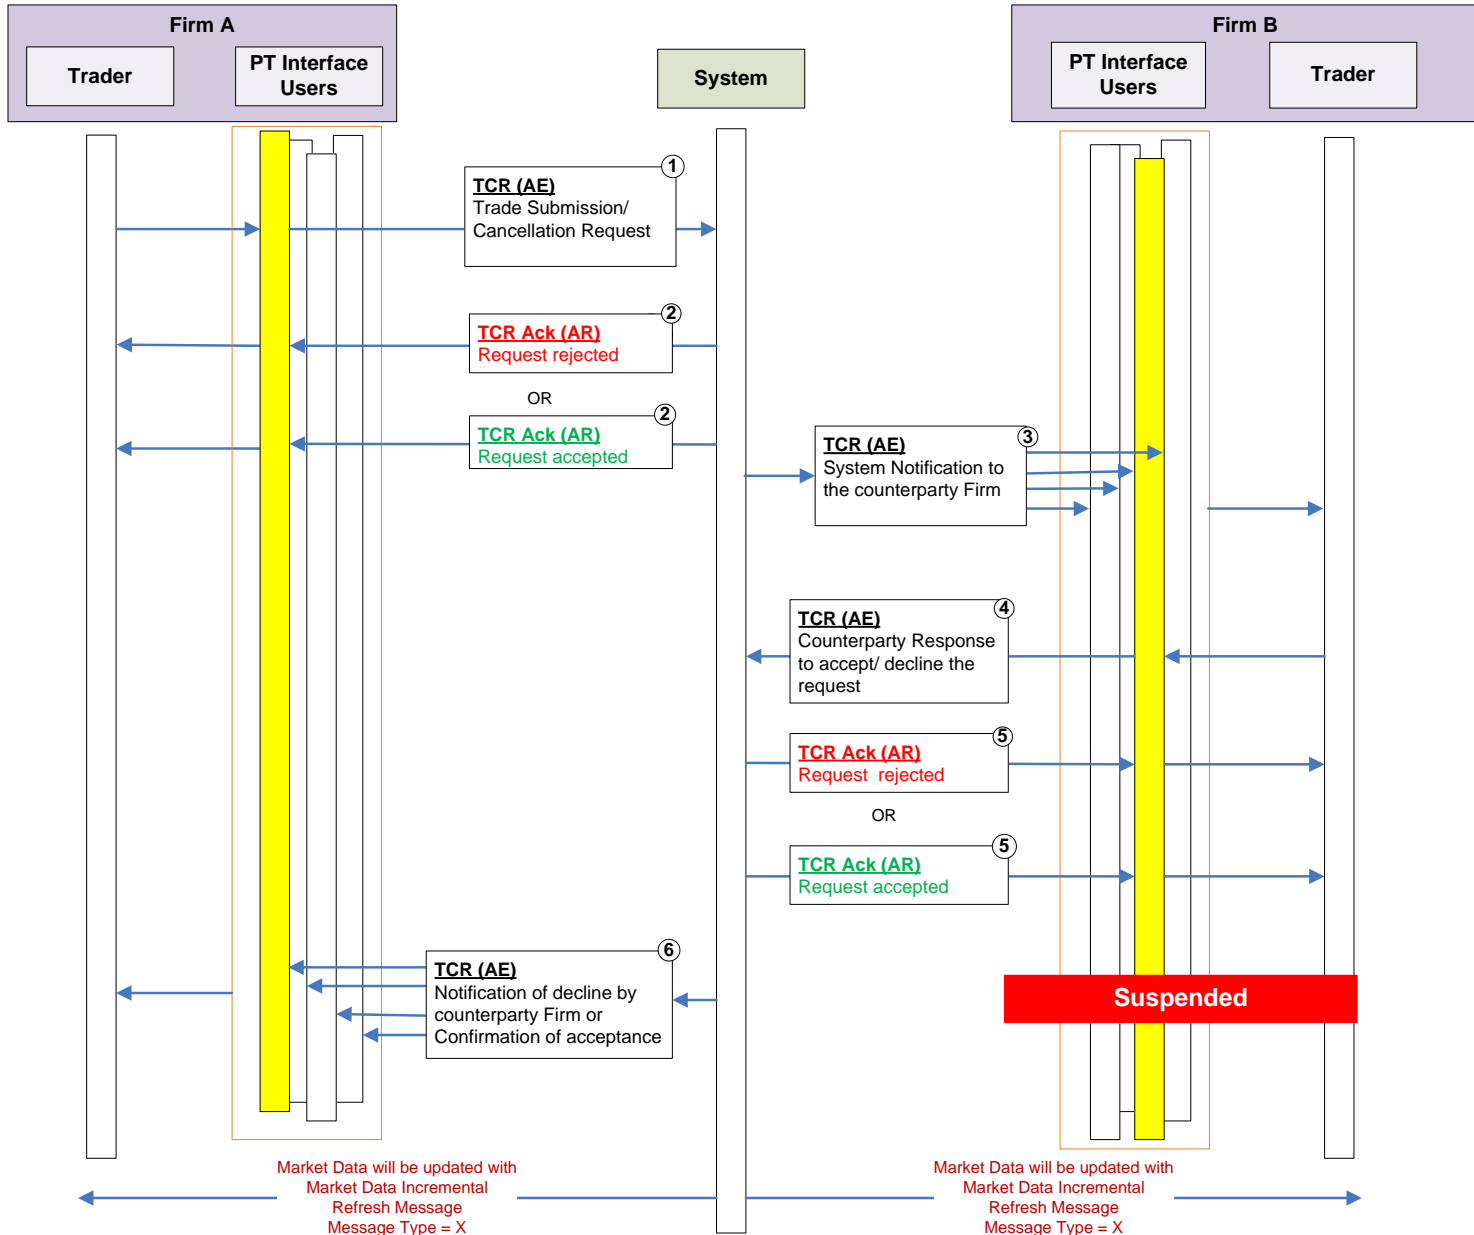 Firm A
Trader
PT Interface
Users
System
Firm B
PT Interface
Users
Trader
1
TCR (AE)
Trade Submission/
Cancellation Request
2
TCR Ack (AR)
Request rejected
OR
2
TCR Ack (AR)
Request accepted
3
TCR (AE)
System Notification to
the counterparty Firm
4
TCR (AE)
Counterparty Response
to accept/ decline the
request
5
TCR Ack (AR)
Request  rejected
OR
5
TCR Ack (AR)
Request accepted
6
TCR (AE)
Notification of decline by
counterparty Firm or
Confirmation of acceptance
Suspended
Market Data will be updated with
Market Data Incremental
Refresh Message
Message Type = X
Market Data will be updated with
Market Data Incremental
Refresh Message
Message Type = X